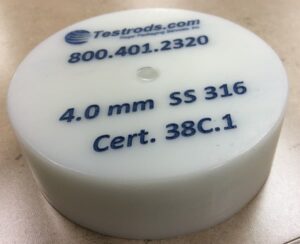 Testrods.com
800.401.2320
4.0 mm SS 316
Cert. 38C.1